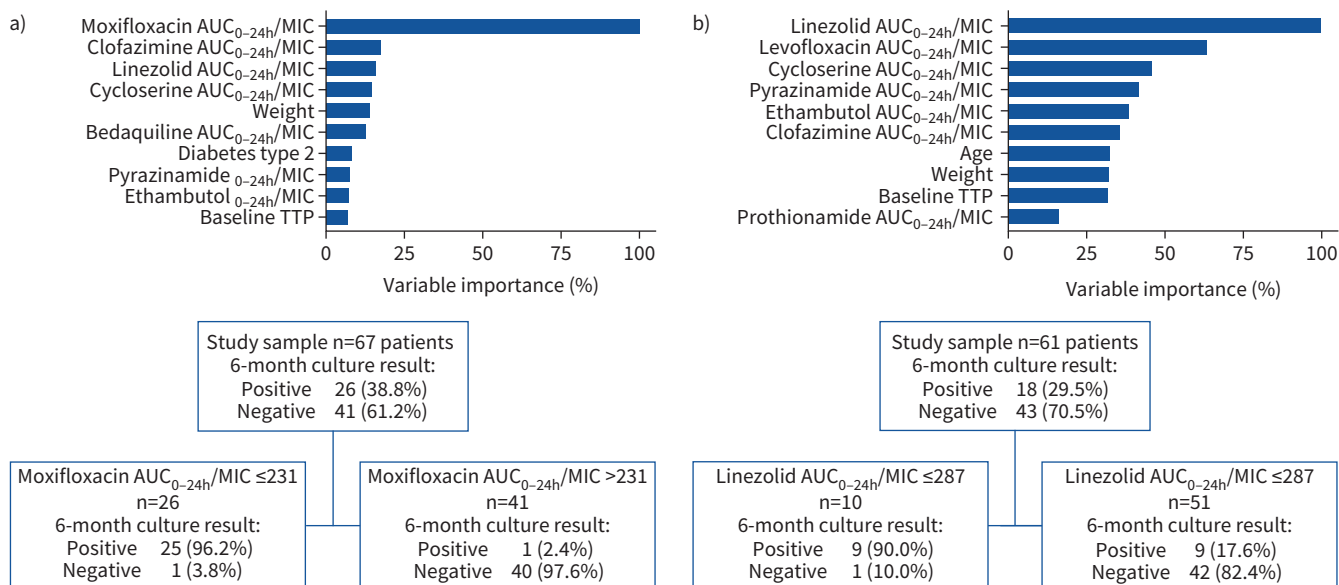 a)
Moxifloxacin AUC0–24h/MIC
Clofazimine AUC0–24h/MIC
Linezolid AUC0–24h/MIC
Cycloserine AUC0–24h/MIC
Weight
Bedaquiline AUC0–24h/MIC
Diabetes type 2
Pyrazinamide 0–24h/MIC
Ethambutol 0–24h/MIC
Baseline TTP
0 25 50 75 100
Variable importance (%)
Study sample n=67 patients
6-month culture result:
Positive 26 (38.8%)
Negative 41 (61.2%)
Moxifloxacin AUC0–24h/MIC ≤231
n=26
6-month culture result:
Positive 25 (96.2%)
Negative 1 (3.8%)
Moxifloxacin AUC0–24h/MIC >231
n=41
6-month culture result:
Positive 1 (2.4%)
Negative 40 (97.6%)
b)
Linezolid AUC0–24h/MIC
Levofloxacin AUC0–24h/MIC
Cycloserine AUC0–24h/MIC
Pyrazinamide AUC0–24h/MIC
Ethambutol AUC0–24h/MIC
Clofazimine AUC0–24h/MIC
Age
Weight
Baseline TTP
Prothionamide AUC0–24h/MIC
0 25 50 75 100
Variable importance (%)
Study sample n=61 patients
6-month culture result:
Positive 18 (29.5%)
Negative 43 (70.5%)
Linezolid AUC0–24h/MIC ≤287
n=10
6-month culture result:
Positive 9 (90.0%)
Negative 1 (10.0%)
Linezolid AUC0–24h/MIC ≤287
n=51
6-month culture result:
Positive 9 (17.6%)
Negative 42 (82.4%)